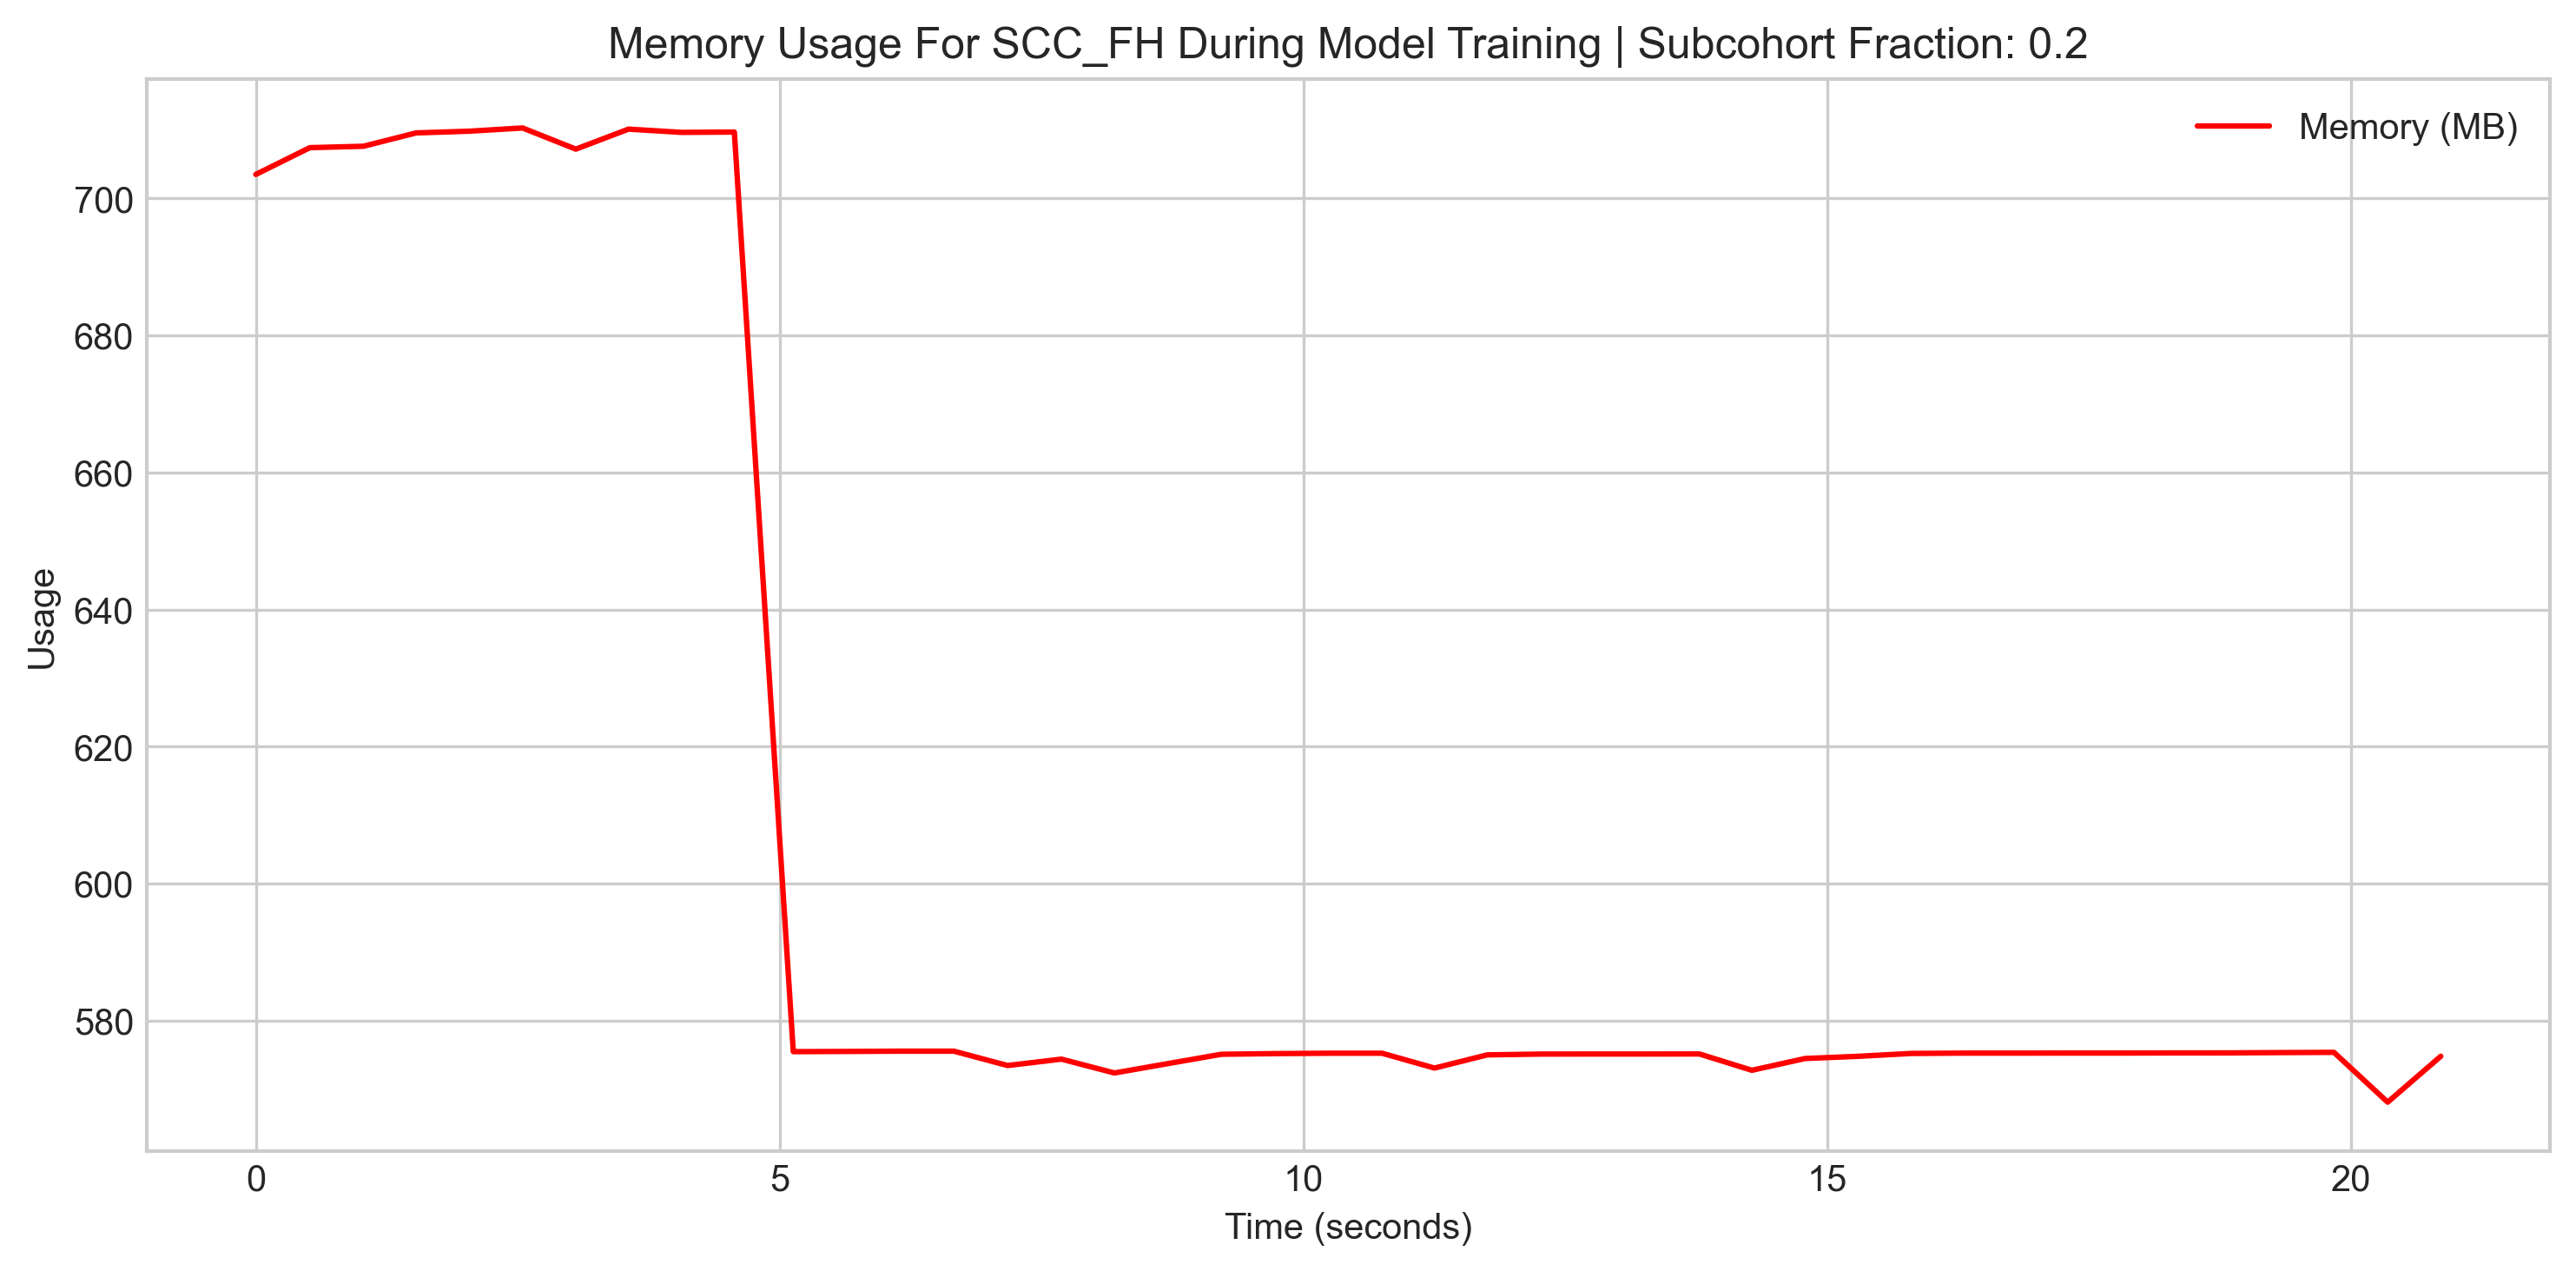 Memory Usage For SCC_FH During Model Training | Subcohort Fraction: 0.2
Memory (MB)
700
680
660
640
620
600
580
Usage
0 5 10 15 20
Time (seconds)